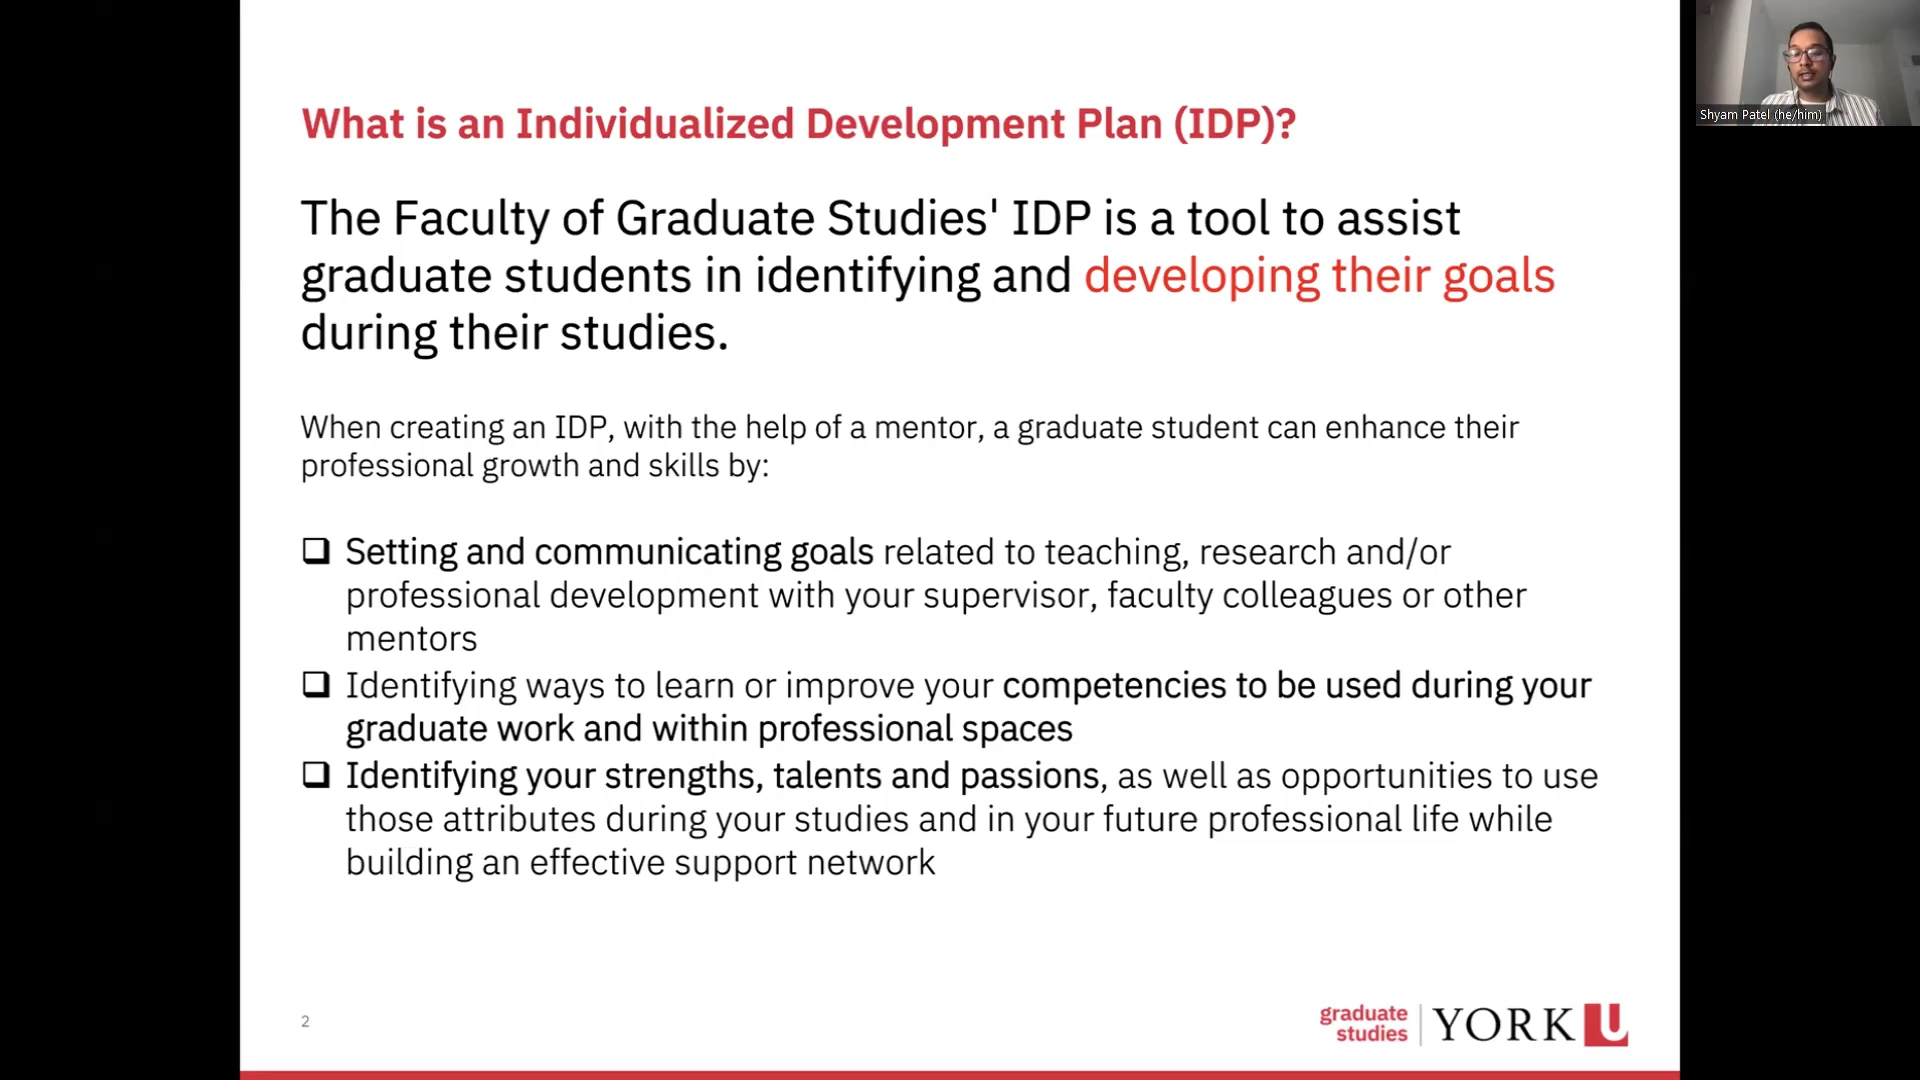 What is an Individualized Development Plan (IDP)?
The Faculty of Graduate Studies' IDP is a tool to assist
graduate students in identifying and developing their goals
during their studies.
When creating an IDP, with the help of a mentor, a graduate student can enhance their
professional growth and skills by:
Setting and communicating goals related to teaching, research and/or
professional development with your supervisor, faculty colleagues or other
mentors
Identifying ways to learn or improve your competencies to be used during your
graduate work and within professional spaces
Identifying your strengths, talents and passions, as well as opportunities to use
those attributes during your studies and in your future professional life while
building an effective support network
2
graduate
studies
YORK U
Shyam Patel (he/him)